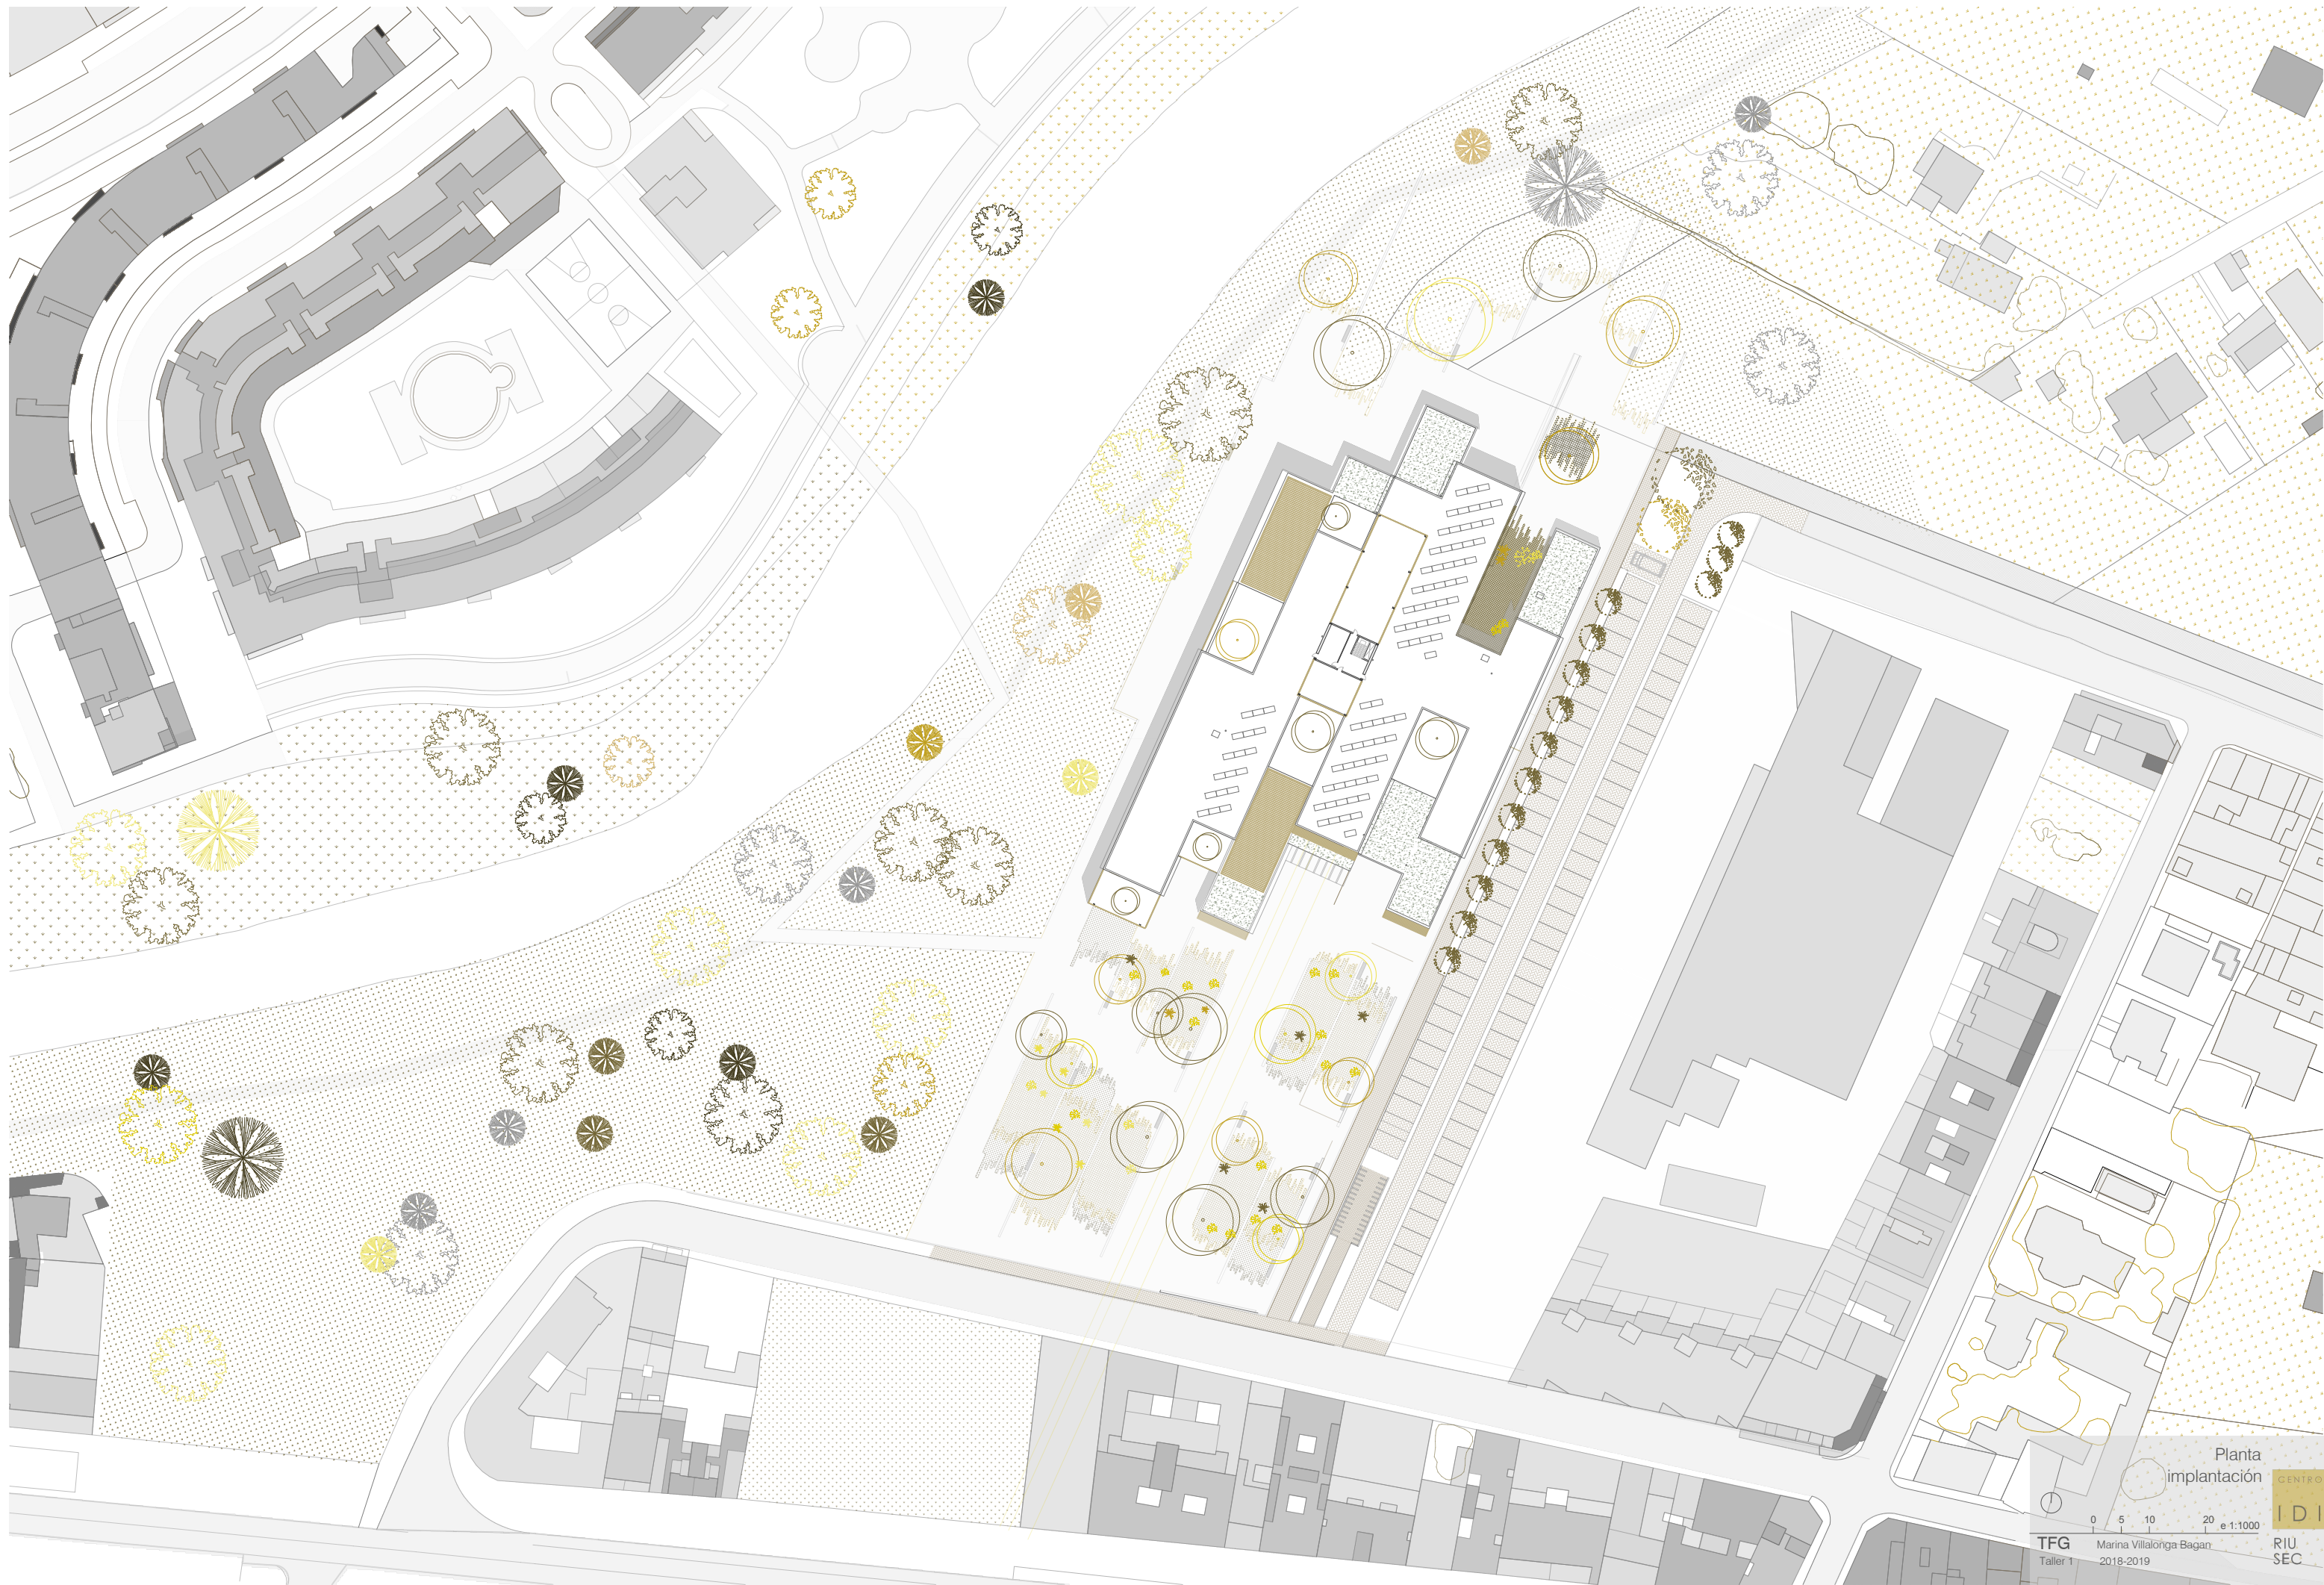 Planta
implantación
CENTRO
IDI
0 5 10 20 e 1:1000
TFG Marina Villalonga Bagan
Taller 1 2018-2019
RIU
SEC